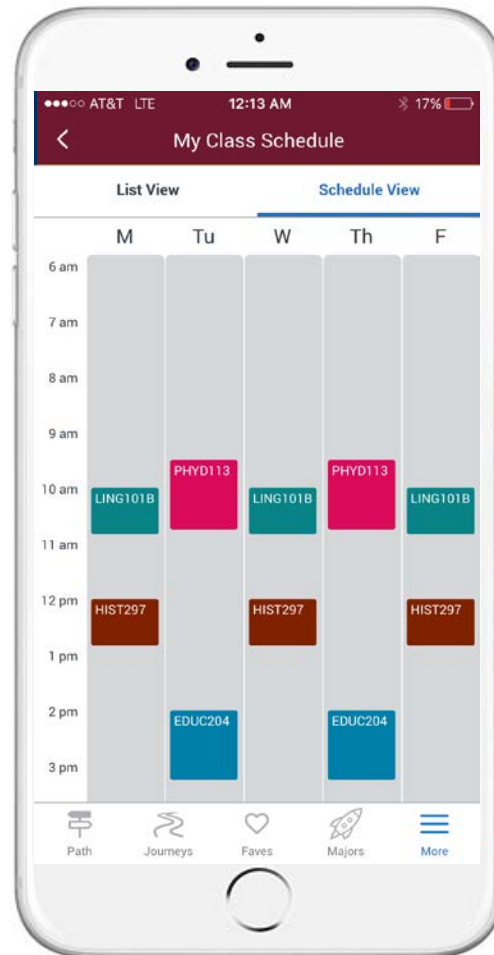 AT&T LTE 12:13 AM 17%
My Class Schedule
List View Schedule View
M Tu W Th F
6 am
7 am
8 am
9 am
PHYD113 PHYD113
10 am
LING101B LING101B LING101B
11 am
12 pm
HIST297 HIST297 HIST297
1 pm
2 pm
EDUC204 EDUC204
3 pm
Path Journeys Faves Majors More